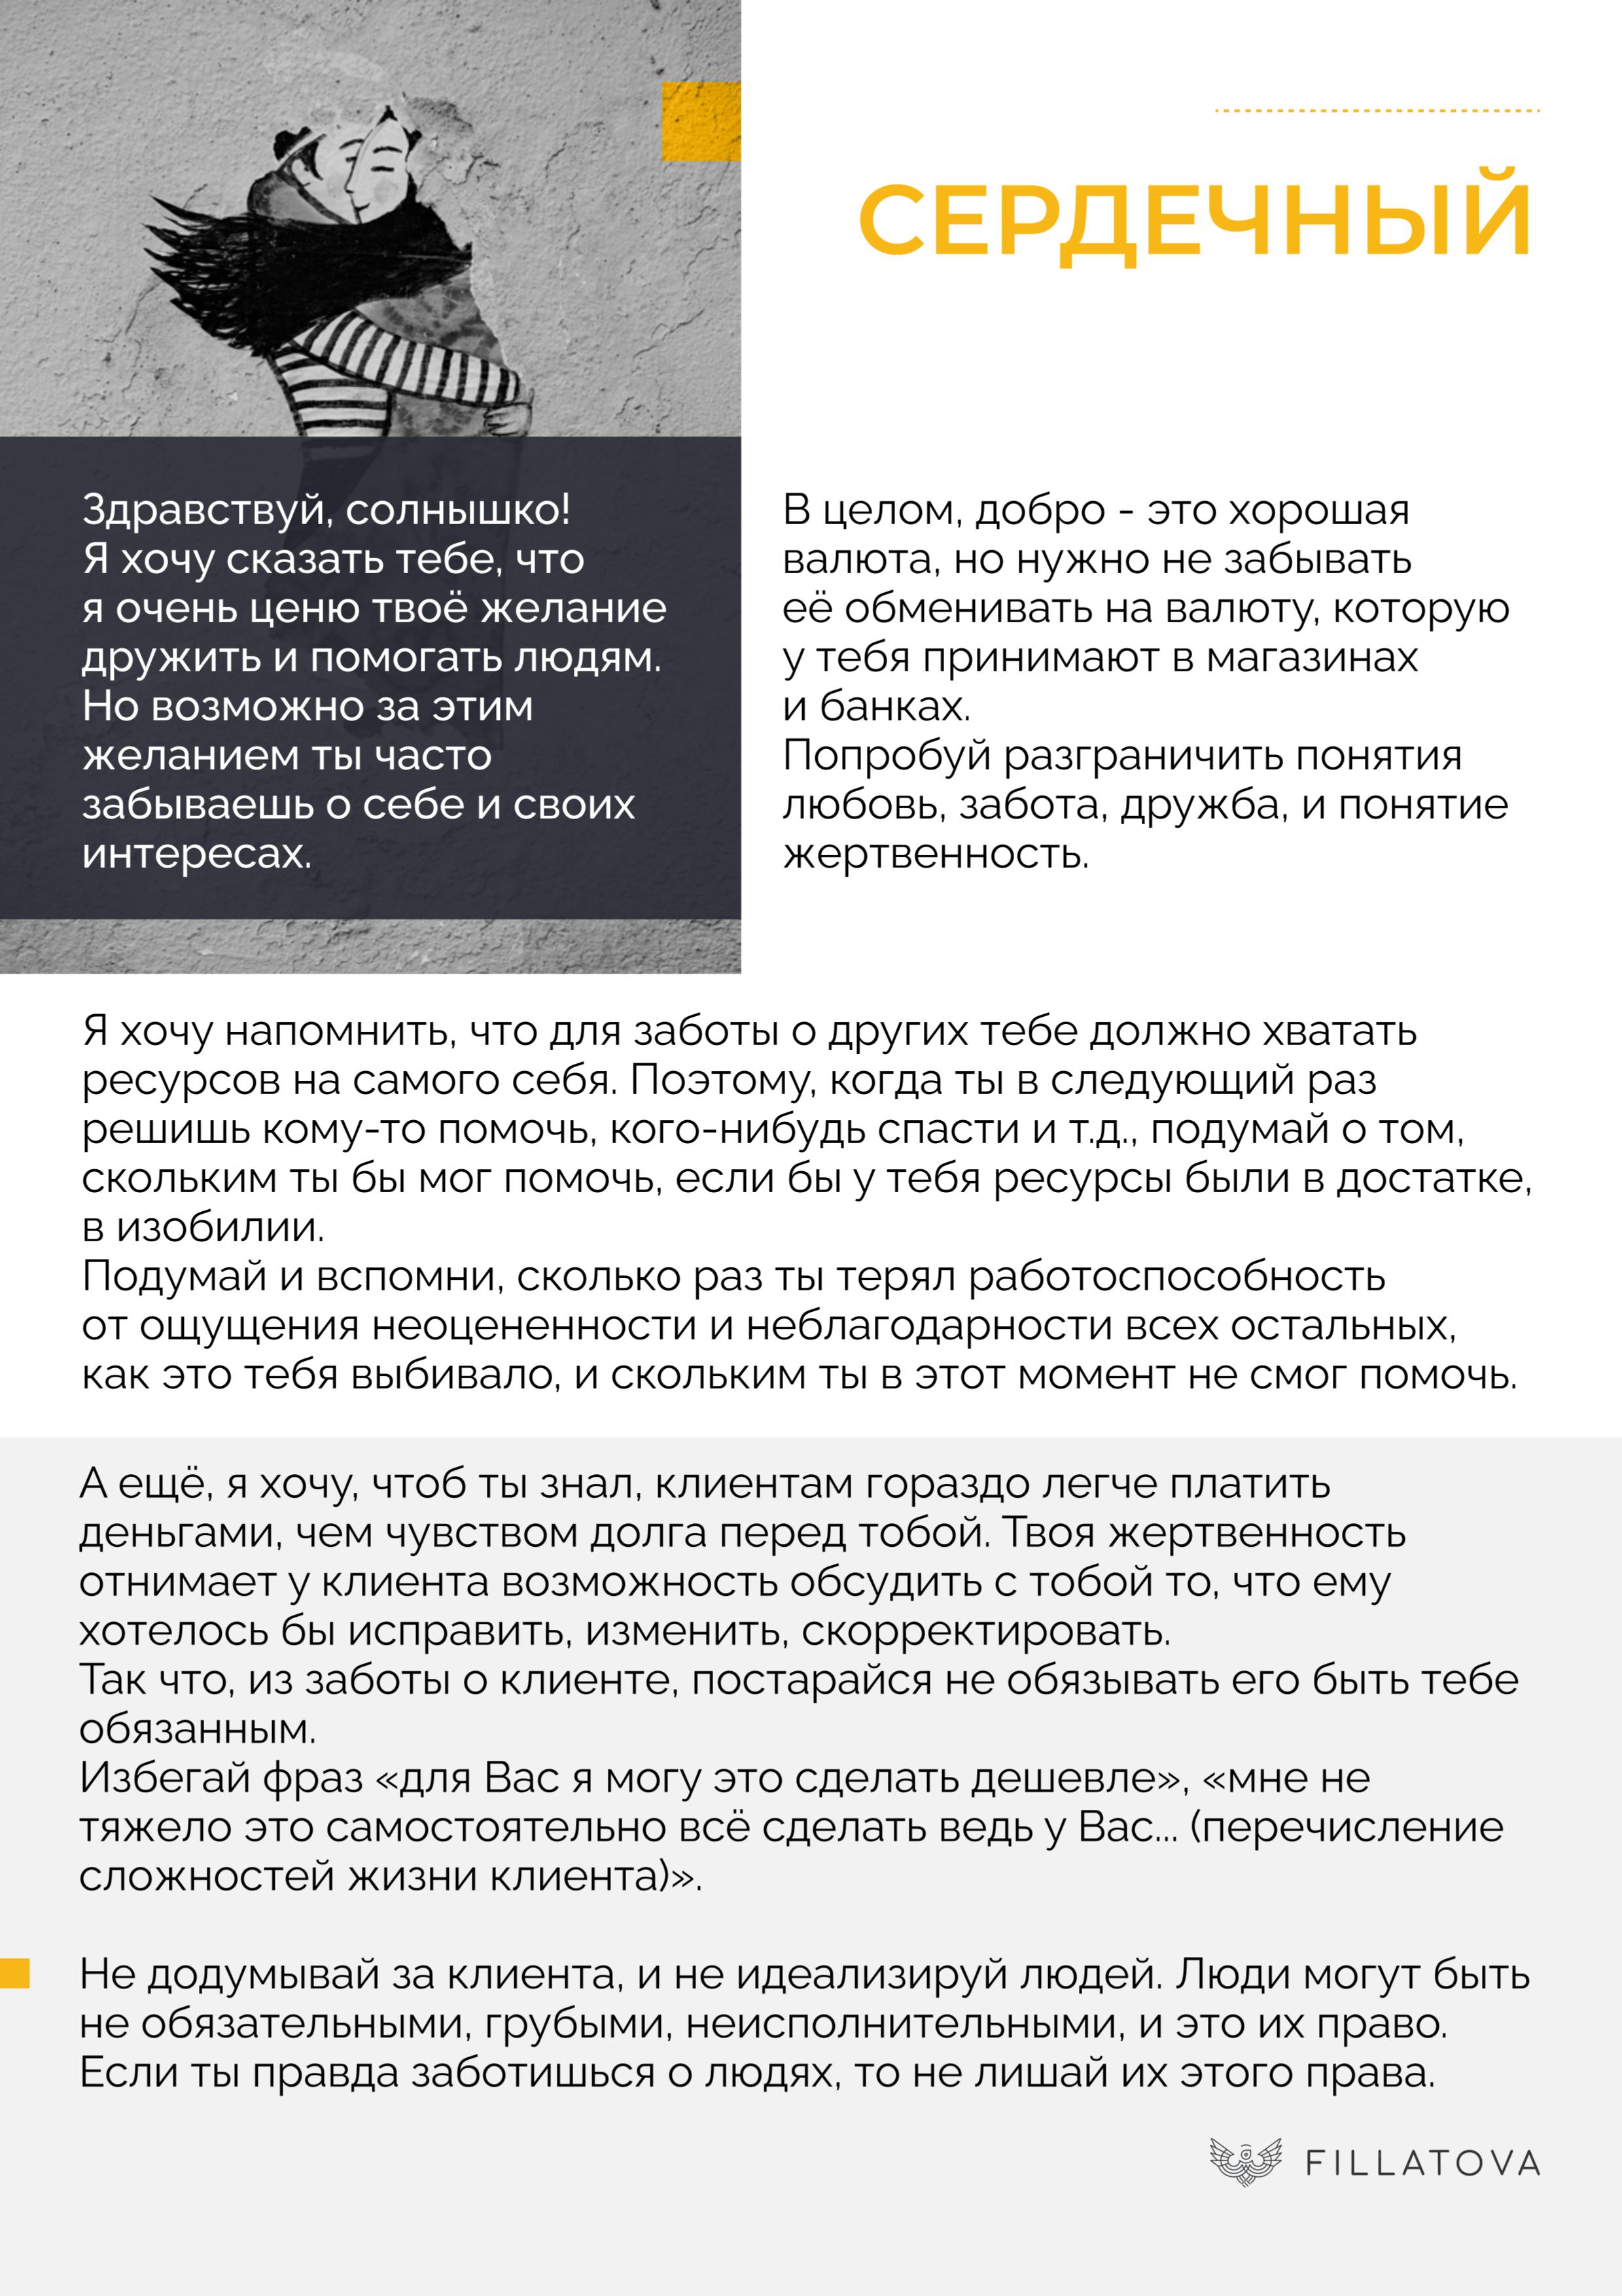 СЕРДЕЧНЫЙ
Здравствуй, солнышко!
Я хочу сказать тебе, что
я очень ценю твоё желание
дружить и помогать людям.
Но возможно за этим
желанием ты часто
забываешь о себе и своих
интересах.
В целом, добро - это хорошая
валюта, но нужно не забывать
её обменивать на валюту, которую
у тебя принимают в магазинах
и банках.
Попробуй разграничить понятия
любовь, забота, дружба, и понятие
жертвенность.
Я хочу напомнить, что для заботы о других тебе должно хватать
ресурсов на самого себя. Поэтому, когда ты в следующий раз
решишь кому-то помочь, кого-нибудь спасти и т.д., подумай о том,
скольким ты бы мог помочь, если бы у тебя ресурсы были в достатке,
в изобилии.
Подумай и вспомни, сколько раз ты терял работоспособность
от ощущения неоцененности и неблагодарности всех остальных,
как это тебя выбивало, и скольким ты в этот момент не смог помочь.
А ещё, я хочу, чтоб ты знал, клиентам гораздо легче платить
деньгами, чем чувством долга перед тобой. Твоя жертвенность
отнимает у клиента возможность обсудить с тобой то, что ему
хотелось бы исправить, изменить, скорректировать.
Так что, из заботы о клиенте, постарайся не обязывать его быть тебе
обязанным.
Избегай фраз «для Вас я могу это сделать дешевле», «мне не
тяжело это самостоятельно всё сделать ведь у Вас... (перечисление
сложностей жизни клиента)».
Не додумывай за клиента, и не идеализируй людей. Люди могут быть
не обязательными, грубыми, неисполнительными, и это их право.
Если ты правда заботишься о людях, то не лишай их этого права.
FILLATOVA